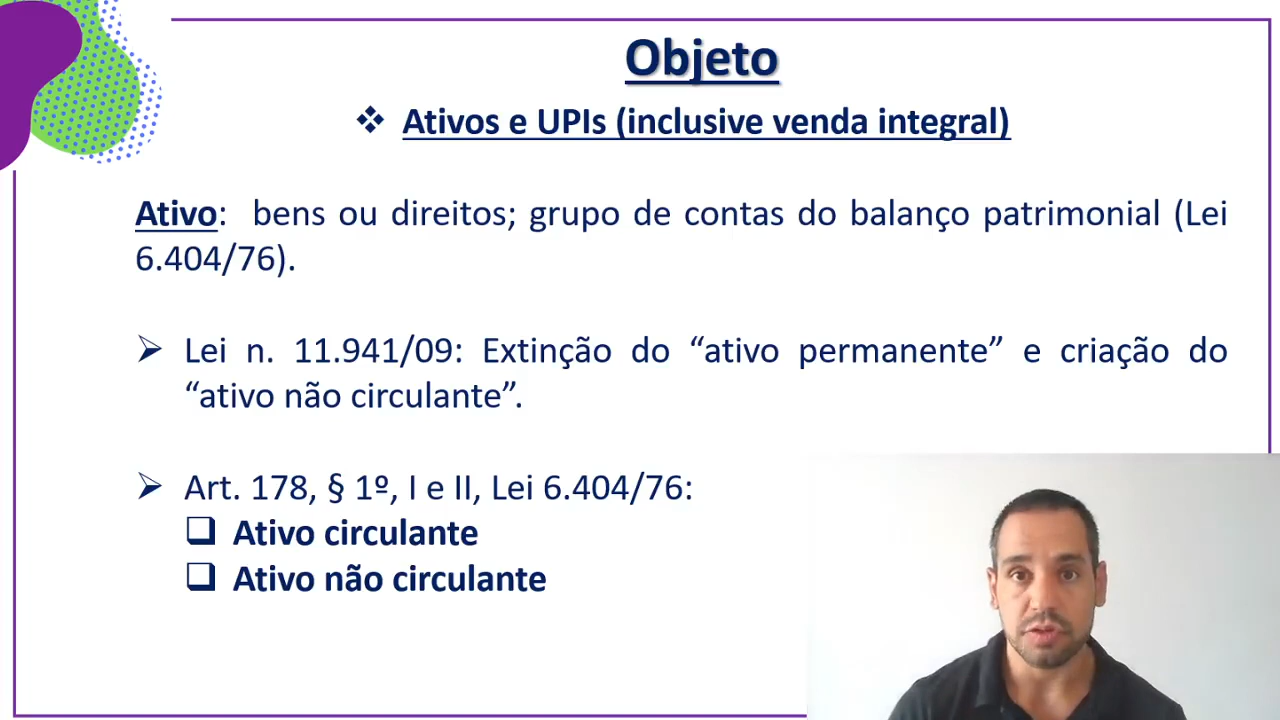 Objeto
❖ Ativos e UPIs (inclusive venda integral)
Ativo: bens ou direitos; grupo de contas do balanço patrimonial (Lei
6.404/76).
➢ Lei n. 11.941/09: Extinção do “ativo permanente” e criação do
“ativo não circulante”.
➢ Art. 178, § 1º, I e II, Lei 6.404/76:
❑ Ativo circulante
❑ Ativo não circulante